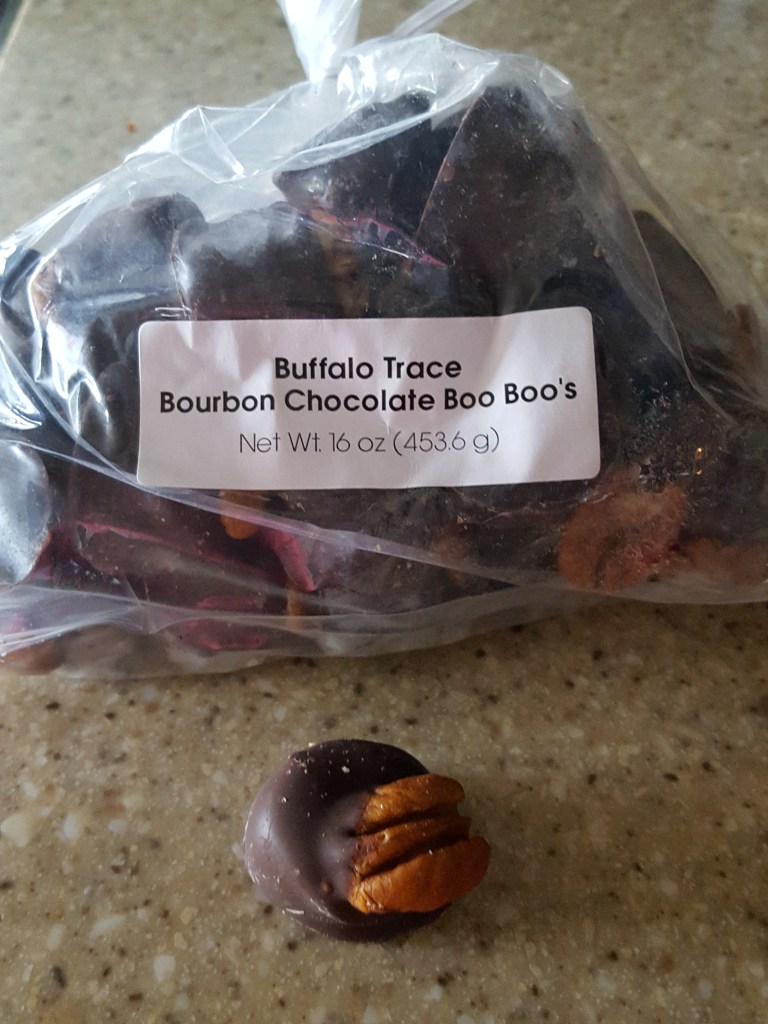 Buffalo Trace
Bourbon Chocolate Boo Boo's
Net Wt. 16 oz (453.6 g)